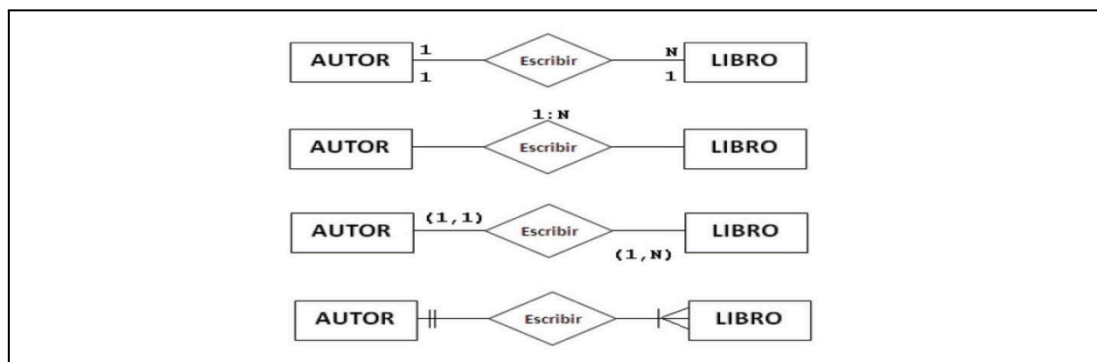 AUTOR 1 Escribir N LIBRO
1 1
1:N
AUTOR Escribir LIBRO
AUTOR (1,1) Escribir LIBRO
(1,N)
AUTOR Escribir LIBRO